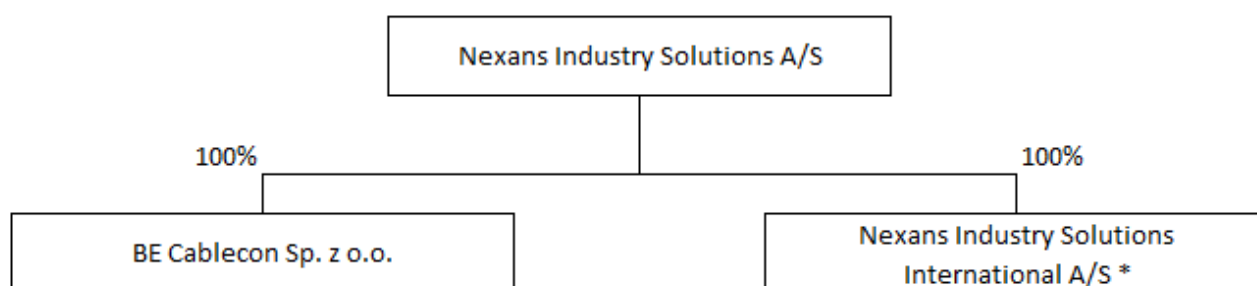 Nexans Industry Solutions A/S
100%
100%
BE Cablecon Sp. z o.o.
Nexans Industry Solutions
International A/S *